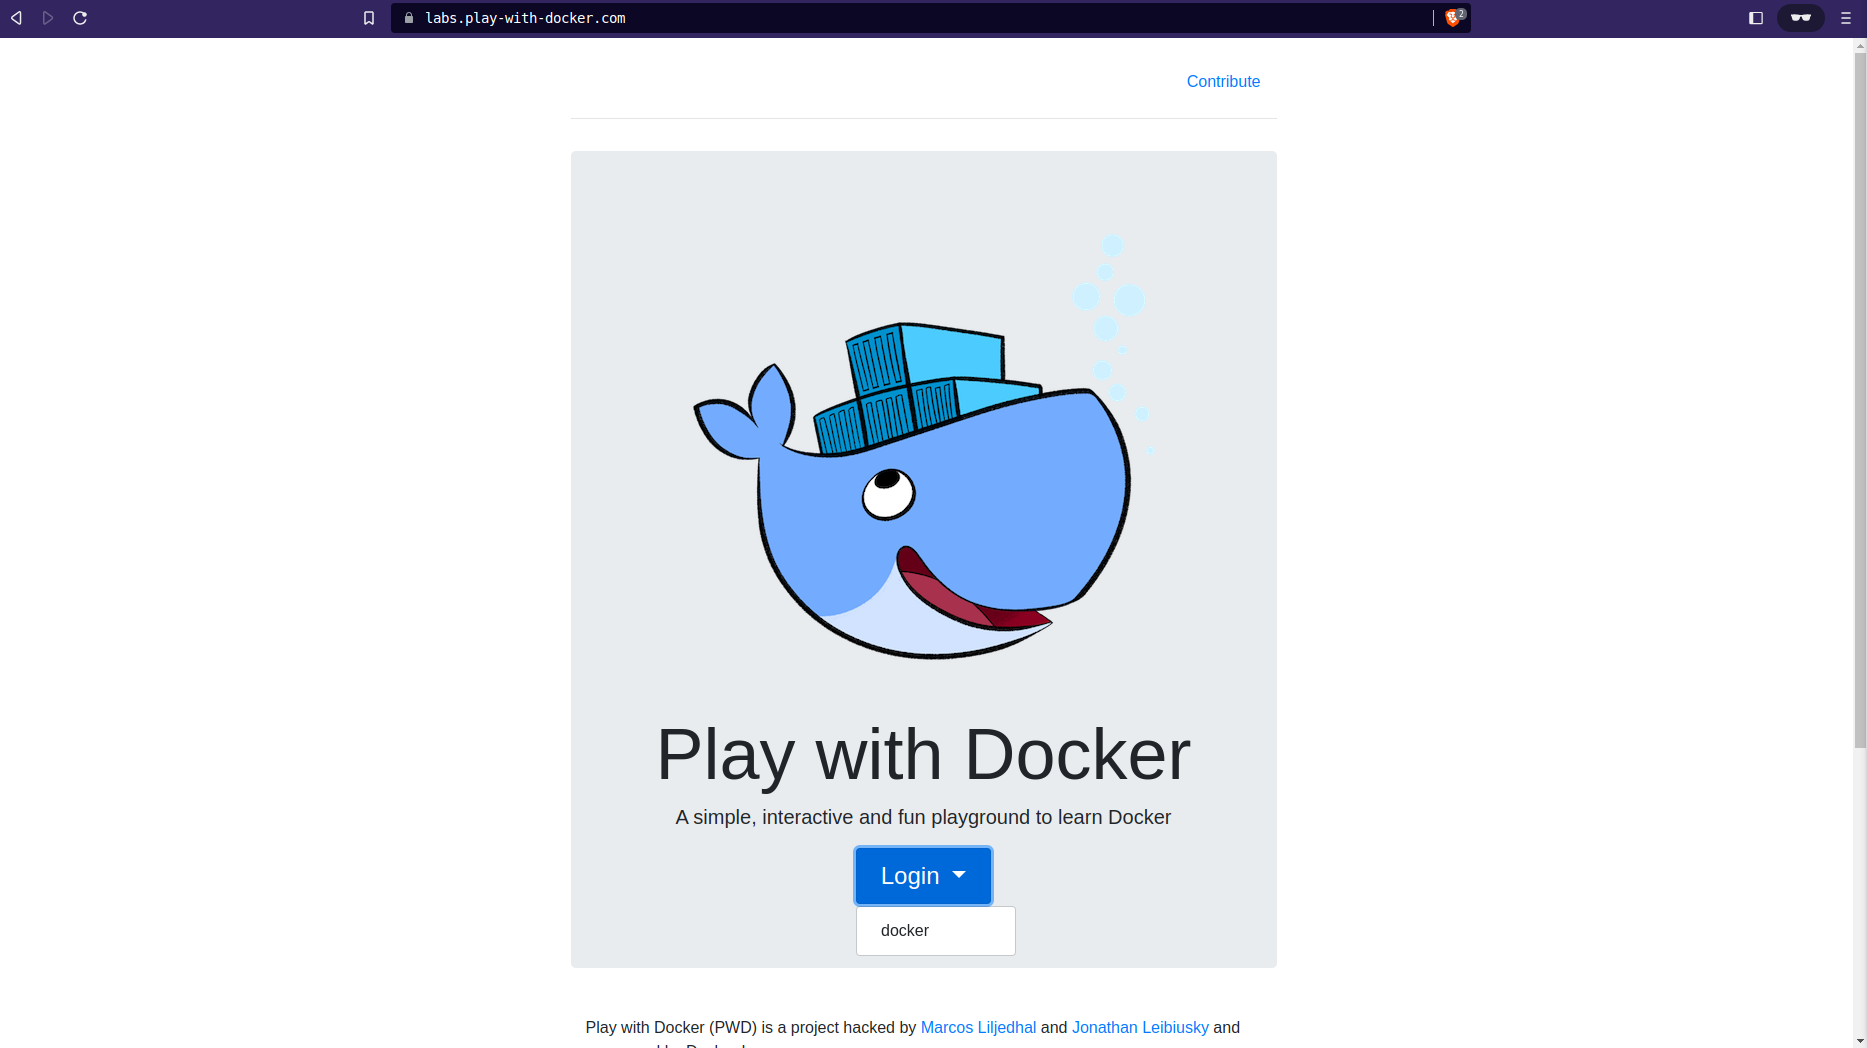 labs.play-with-docker.com
2
Contribute
Play with Docker
A simple, interactive and fun playground to learn Docker
Login
docker
Play with Docker (PWD) is a project hacked by Marcos Liljedhal and Jonathan Leibiusky and